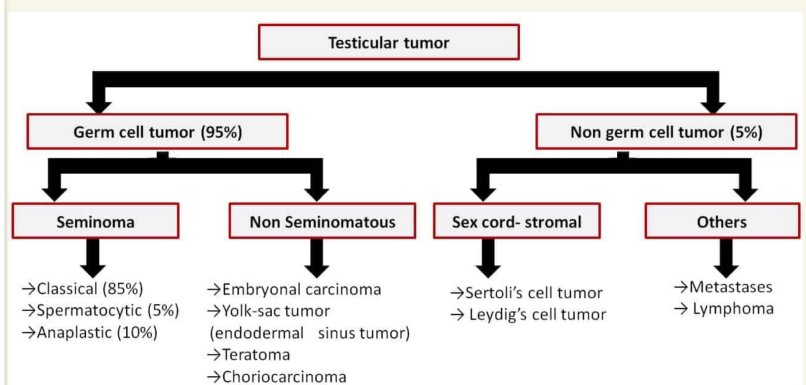 Testicular tumor
Germ cell tumor (95%)
Non germ cell tumor (5%)
Seminoma
Non Seminomatous
Sex cord- stromal
Others
→Classical (85%)
→Spermatocytic (5%)
→Anaplastic (10%)
→Embryonal carcinoma
→Yolk-sac tumor
(endodermal sinus tumor)
→Teratoma
→Choriocarcinoma
→Sertoli’s cell tumor
→ Leydig’s cell tumor
→Metastases
→ Lymphoma